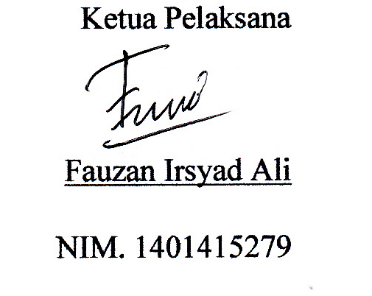 Ketua Pelaksana
Fauzan Irsyad Ali
NIM. 1401415279